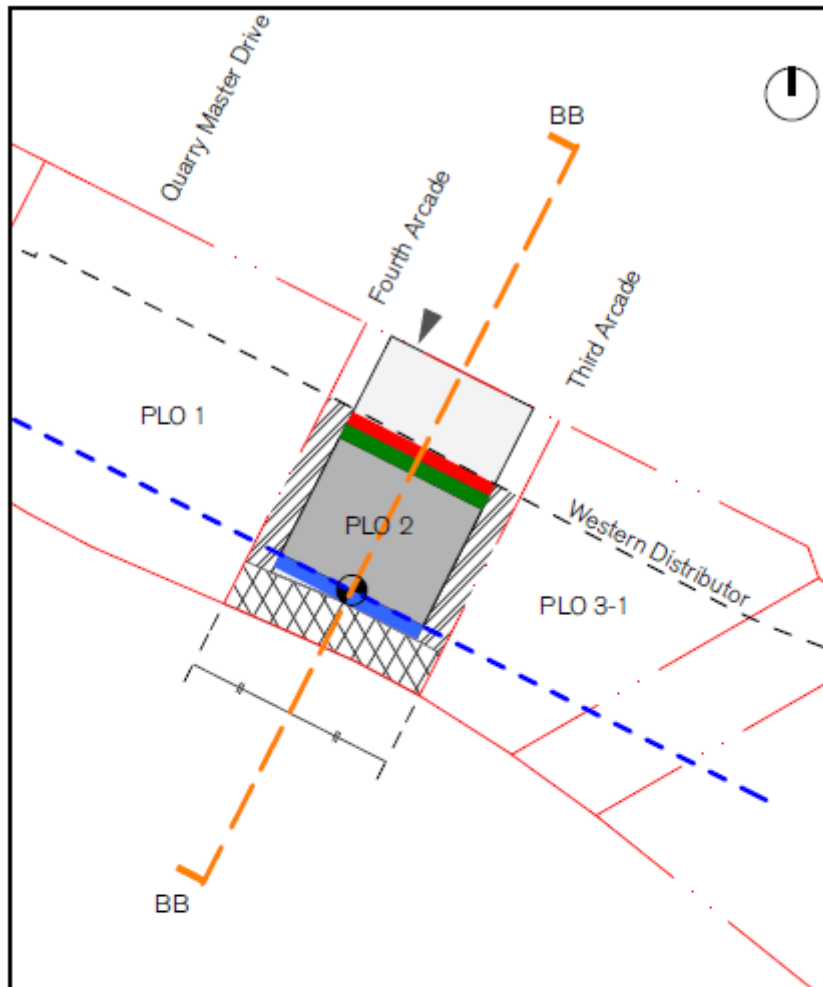 BB
Quarry Master Drive
Fourth Arcade
Third Arcade
PLO 1
PLO 2
Western Distributor
PLO 3-1
BB